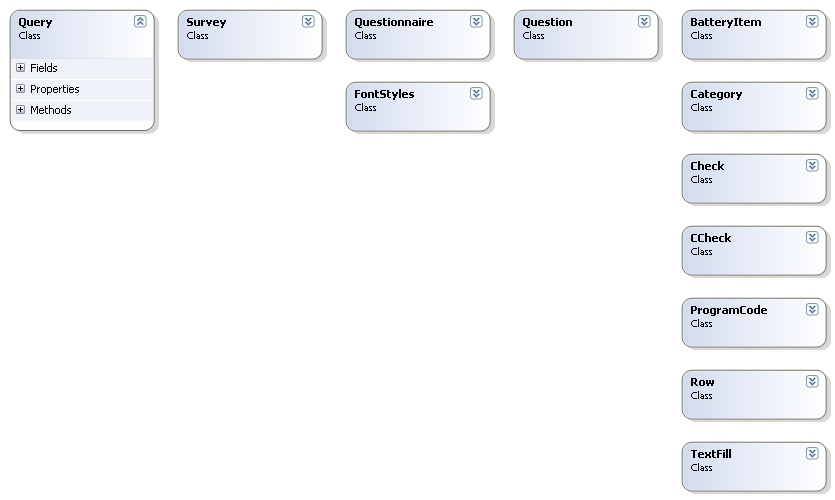 Query
Class
Fields
Properties
Methods
Survey
Class
Questionnaire
Class
FontStyles
Class
Question
Class
BatteryItem
Class
Category
Class
Check
Class
CCheck
Class
ProgramCode
Class
Row
Class
TextFill
Class